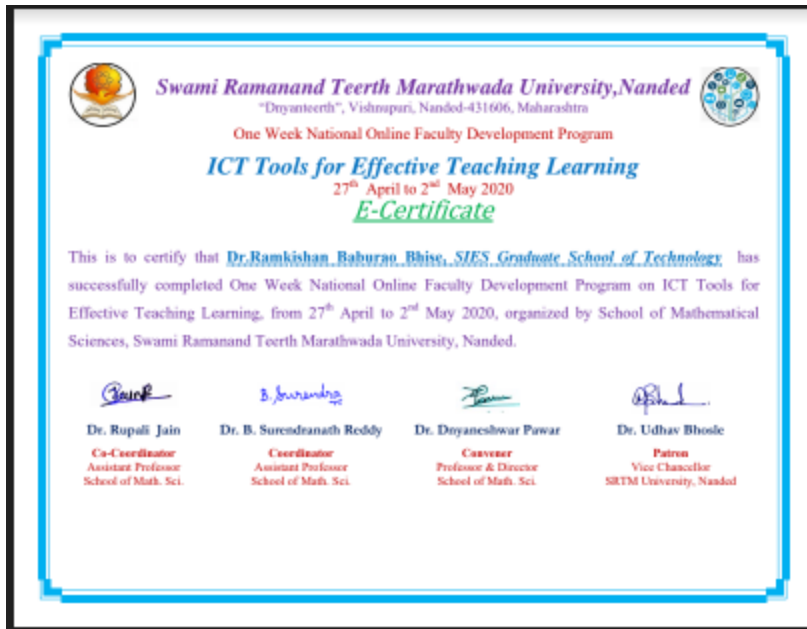 Swami Ramanand Teerth Marathwada University,Nanded
"Dnyanteerth", Vishnupuri, Nanded-431606, Maharashtra
One Week National Online Faculty Development Program
ICT Tools for Effective Teaching Learning
27th April to 2nd May 2020
E-Certificate
This is to certify that Dr.Ramkishan Baburao Bhise, SIES Graduate School of Technology has
successfully completed One Week National Online Faculty Development Program on ICT Tools for
Effective Teaching Learning, from 27th April to 2nd May 2020, organized by School of Mathematical
Sciences, Swami Ramanand Teerth Marathwada University, Nanded.
B. Surendra
Dr. Rupali Jain Dr. B. Surendranath Reddy Dr. Dnyaneshwar Pawar Dr. Udhav Bhosle
Co-Coordinator Coordinator Convener Patron
Assistant Professor Assistant Professor Professor & Director Vice Chancellor
School of Math. Sci. School of Math. Sci. School of Math. Sci. SRTM University, Nanded